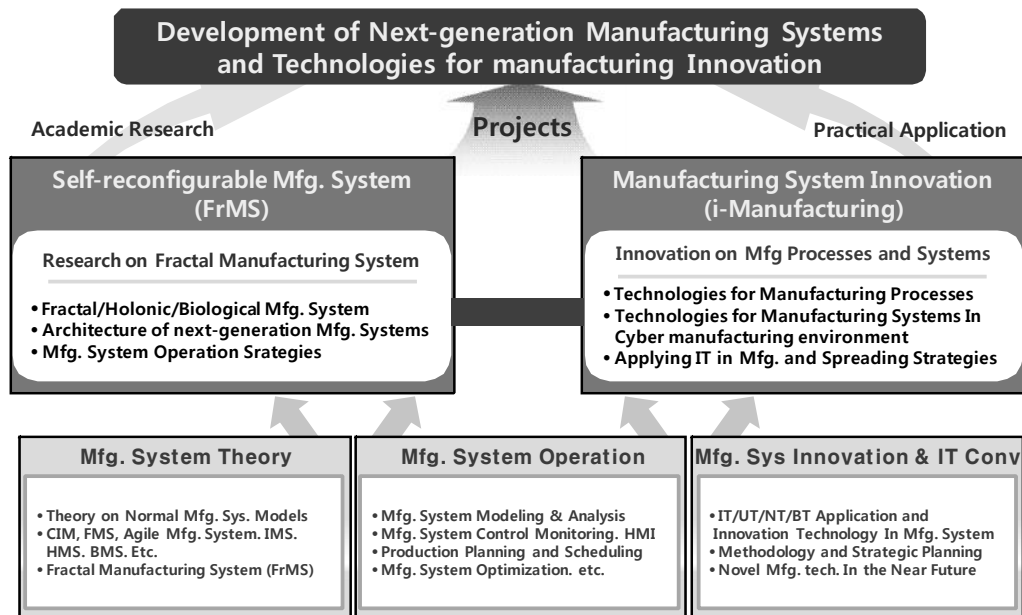 Development of Next-generation Manufacturing Systems
and Technologies for manufacturing Innovation
Academic Research
Projects
Practical Application
Self-reconfigurable Mfg. System
(FrMS)
Research on Fractal Manufacturing System
• Fractal/Holonic/Biological Mfg. System
• Architecture of next-generation Mfg. Systems
• Mfg. System Operation Srategies
Manufacturing System Innovation
(i-Manufacturing)
Innovation on Mfg Processes and Systems
• Technologies for Manufacturing Processes
• Technologies for Manufacturing Systems In
Cyber manufacturing environment
• Applying IT in Mfg. and Spreading Strategies
Mfg. System Theory
• Theory on Normal Mfg. Sys. Models
• CIM, FMS, Agile Mfg. System. IMS.
HMS. BMS. Etc.
• Fractal Manufacturing System (FrMS)
Mfg. System Operation
• Mfg. System Modeling & Analysis
• Mfg. System Control Monitoring. HMI
• Production Planning and Scheduling
• Mfg. System Optimization. etc.
Mfg. Sys Innovation & IT Conv
• IT/UT/NT/BT Application and
Innovation Technology In Mfg. System
• Methodology and Strategic Planning
• Novel Mfg. tech. In the Near Future